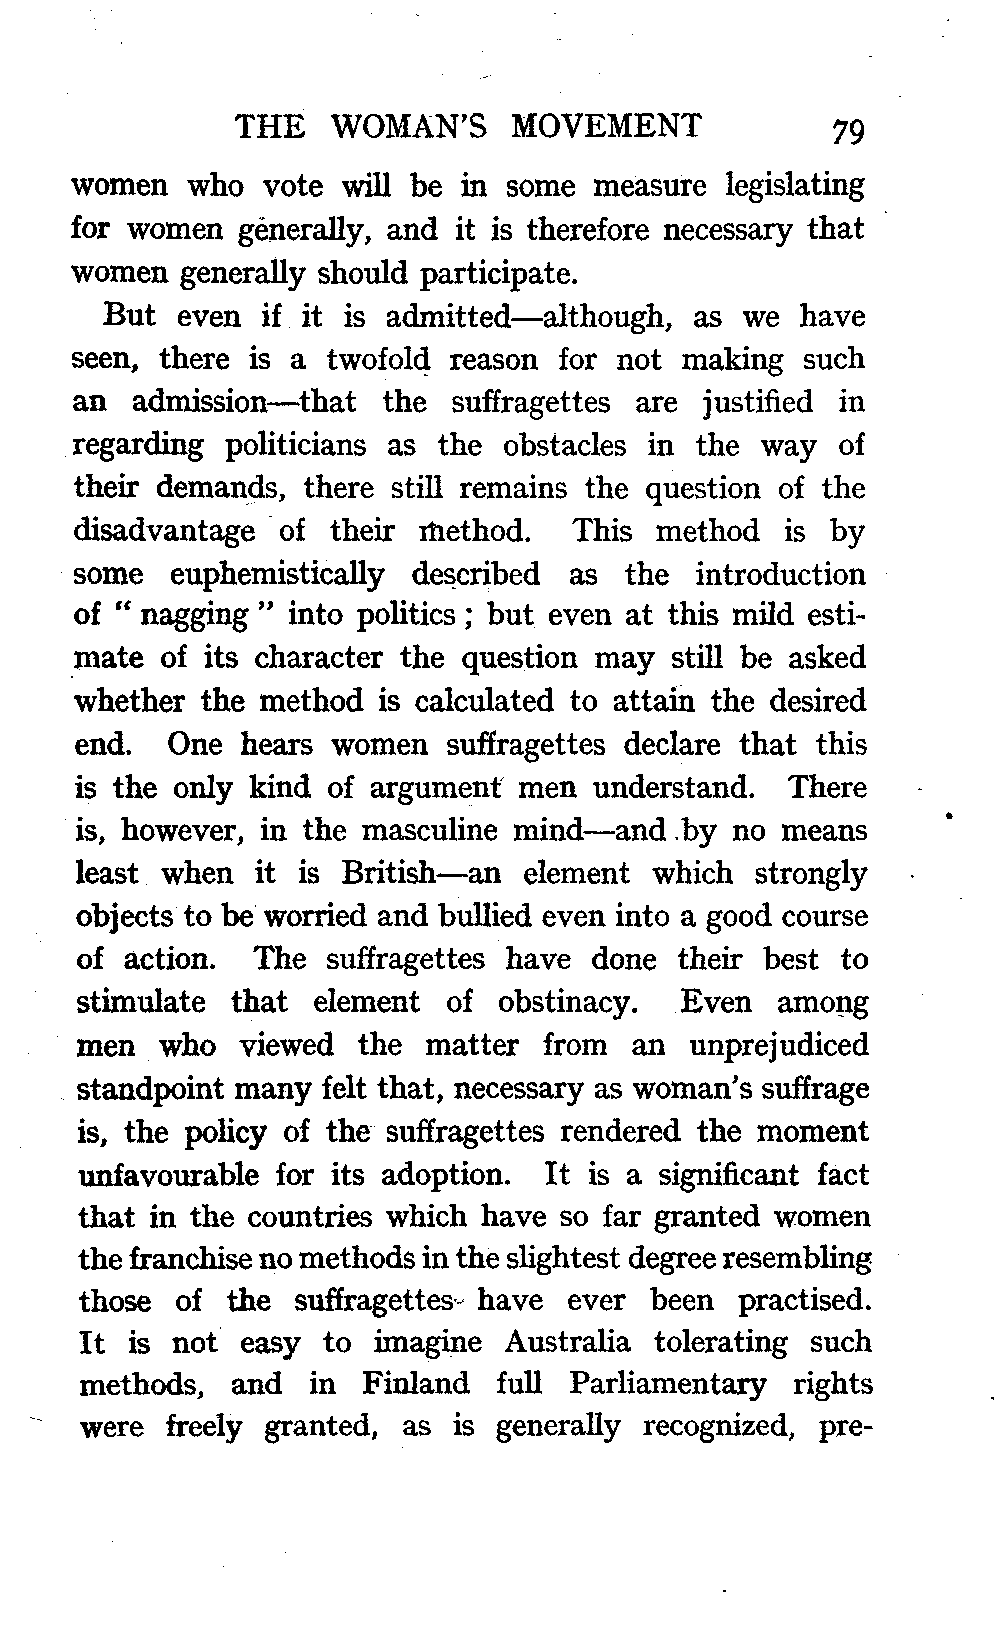 THE WOMAN'S MOVEMENT 79
women who vote will be in some measure legislating
for women generally, and it is therefore necessary that
women generally should participate.
But even if it is admitted—although, as we have
seen, there is a twofold reason for not making such
an admission—that the suffragettes are justified in
regarding politicians as the obstacles in the way of
their demands, there still remains the question of the
disadvantage of their method. This method is by
some euphemistically described as the introduction
of “ nagging ” into politics ; but even at this mild esti-
mate of its character the question may still be asked
whether the method is calculated to attain the desired
end. One hears women suffragettes declare that this
is the only kind of argument men understand. There
is, however, in the masculine mind—and by no means
least when it is British—an element which strongly
objects to be worried and bullied even into a good course
of action. The suffragettes have done their best to
stimulate that element of obstinacy. Even among
men who viewed the matter from an unprejudiced
standpoint many felt that, necessary as woman's suffrage
is, the policy of the suffragettes rendered the moment
unfavourable for its adoption. It is a significant fact
that in the countries which have so far granted women
the franchise no methods in the slightest degree resembling
those of the suffragettes have ever been practised.
It is not easy to imagine Australia tolerating such
methods, and in Finland full Parliamentary rights
were freely granted, as is generally recognized, pre-